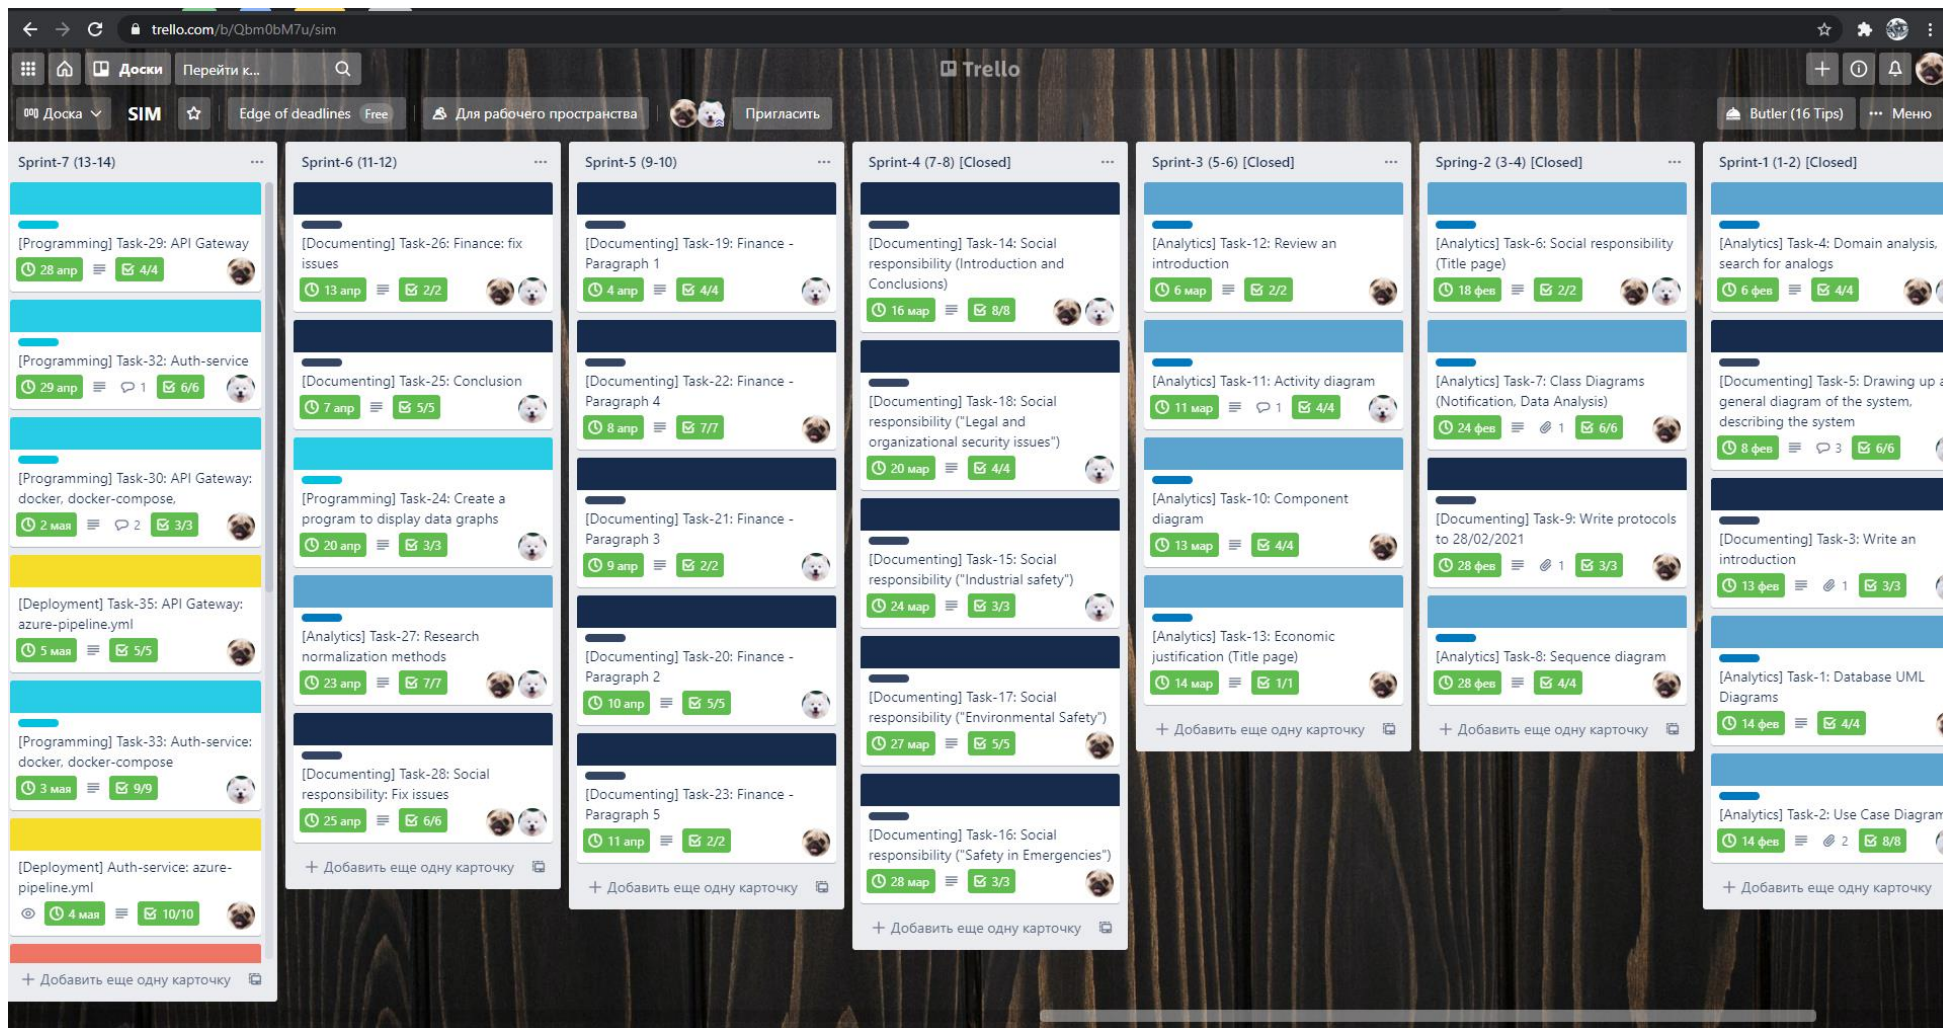 trello.com/b/Qbm0bM7u/sim
Доски
Перейти к...
Trello
Доска
SIM
Edge of deadlines Free
Для рабочего пространства
Пригласить
Butler (16 Tips)
Меню
Sprint-7 (13-14)
[Programming] Task-29: API Gateway
28 апр 4/4
[Programming] Task-32: Auth-service
29 апр 1 6/6
[Programming] Task-30: API Gateway:
docker, docker-compose,
2 мая 2 3/3
[Deployment] Task-35: API Gateway:
azure-pipeline.yml
5 мая 5/5
[Programming] Task-33: Auth-service:
docker, docker-compose
3 мая 9/9
[Deployment] Auth-service: azure-
pipeline.yml
4 мая 10/10
+ Добавить еще одну карточку
Sprint-6 (11-12)
[Documenting] Task-26: Finance: fix
issues
13 апр 2/2
[Documenting] Task-25: Conclusion
7 апр 5/5
[Programming] Task-24: Create a
program to display data graphs
20 апр 3/3
[Analytics] Task-27: Research
normalization methods
23 апр 7/7
[Documenting] Task-28: Social
responsibility: Fix issues
25 апр 6/6
+ Добавить еще одну карточку
Sprint-5 (9-10)
[Documenting] Task-19: Finance -
Paragraph 1
4 апр 4/4
[Documenting] Task-22: Finance -
Paragraph 4
8 апр 7/7
[Documenting] Task-21: Finance -
Paragraph 3
9 апр 2/2
[Documenting] Task-20: Finance -
Paragraph 2
10 апр 5/5
[Documenting] Task-23: Finance -
Paragraph 5
11 апр 2/2
+ Добавить еще одну карточку
Sprint-4 (7-8) [Closed]
[Documenting] Task-14: Social
responsibility (Introduction and
Conclusions)
16 мар 8/8
[Documenting] Task-18: Social
responsibility ("Legal and
organizational security issues")
20 мар 4/4
[Documenting] Task-15: Social
responsibility ("Industrial safety")
24 мар 3/3
[Documenting] Task-17: Social
responsibility ("Environmental Safety")
27 мар 5/5
[Documenting] Task-16: Social
responsibility ("Safety in Emergencies")
28 мар 3/3
+ Добавить еще одну карточку
Sprint-3 (5-6) [Closed]
[Analytics] Task-12: Review an
introduction
6 мар 2/2
[Analytics] Task-11: Activity diagram
11 мар 1 4/4
[Analytics] Task-10: Component
diagram
13 мар 4/4
[Analytics] Task-13: Economic
justification (Title page)
14 мар 1/1
+ Добавить еще одну карточку
Spring-2 (3-4) [Closed]
[Analytics] Task-6: Social responsibility
(Title page)
18 фев 2/2
[Analytics] Task-7: Class Diagrams
(Notification, Data Analysis)
24 фев 1 6/6
[Documenting] Task-9: Write protocols
to 28/02/2021
28 фев 1 3/3
[Analytics] Task-8: Sequence diagram
28 фев 4/4
+ Добавить еще одну карточку
Sprint-1 (1-2) [Closed]
[Analytics] Task-4: Domain analysis,
search for analogs
6 фев 4/4
[Documenting] Task-5: Drawing up a
general diagram of the system,
describing the system
8 фев 3 6/6
[Documenting] Task-3: Write an
introduction
13 фев 1 3/3
[Analytics] Task-1: Database UML
Diagrams
14 фев 4/4
[Analytics] Task-2: Use Case Diagram
14 фев 2 8/8
+ Добавить еще одну карточку